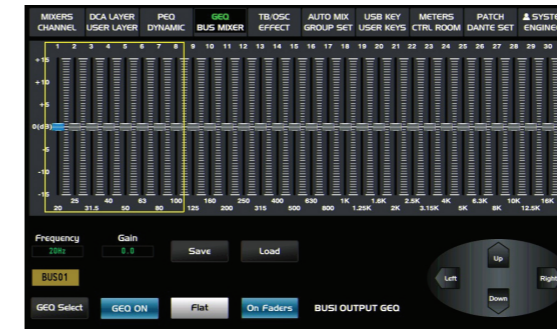 MIXERS DCA LAYER PEQ GEQ TB/OSC AUTO MIX USB KEY METERS PATCH SYSTE
CHANNEL USER LAYER DYNAMIC BUS MIXER EFFECT GROUP SET USER KEYS CTRL ROOM DANTE SET ENGINEE
1 2 3 4 5 6 7 8 9 10 11 12 13 14 15 16 17 18 19 20 21 22 23 24 25 26 27 28 29 30
+15
+10
+5
0(dB)
-5
-10
-15
25 40 63 100 160 250 400 630 1K 1.6K 2.5K 4K 6.3K 10K 16K
20 31.5 50 80 125 200 315 500 800 1.25K 2K 3.15K 5K 8K 12.5K
Frequency Gain
20Hz 0.0 Save Load
Up
BUS01 Left Right
Down
GEQ Select GEQ ON Flat On Faders BUS1 OUTPUT GEQ